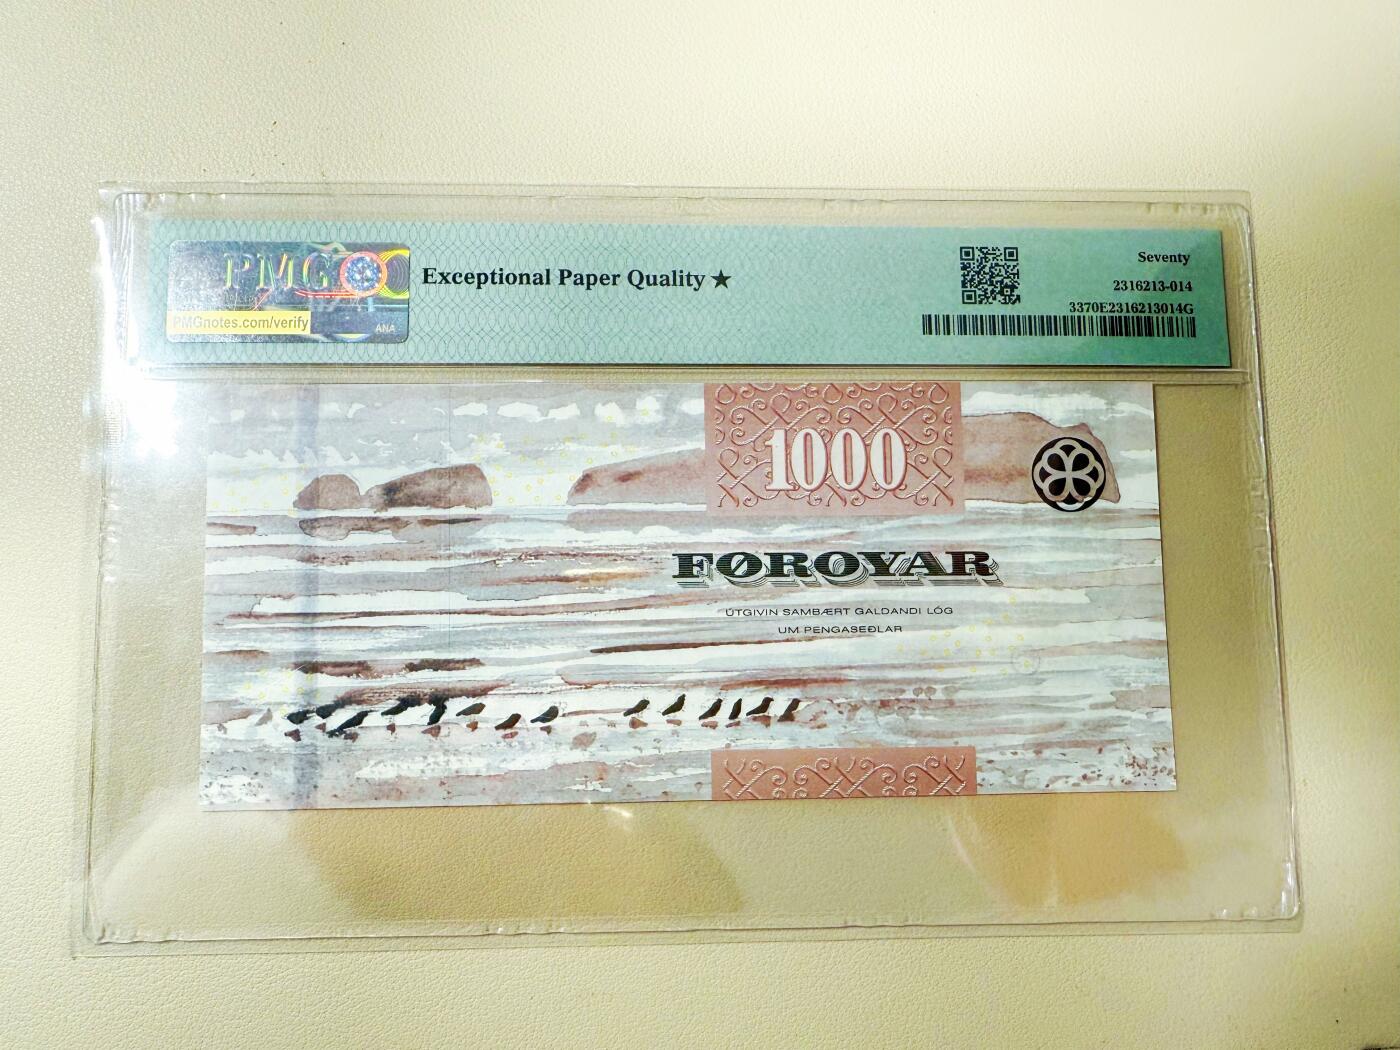 PMG
PMGnotes.com/verify
ANA
Exceptional Paper Quality ★
Seventy
2316213-014
3370E2316213014G
1000
FØROYAR
ÚTGIVIN SAMBÆRT GALDANDI LÓG
UM PENGASEÐLAR